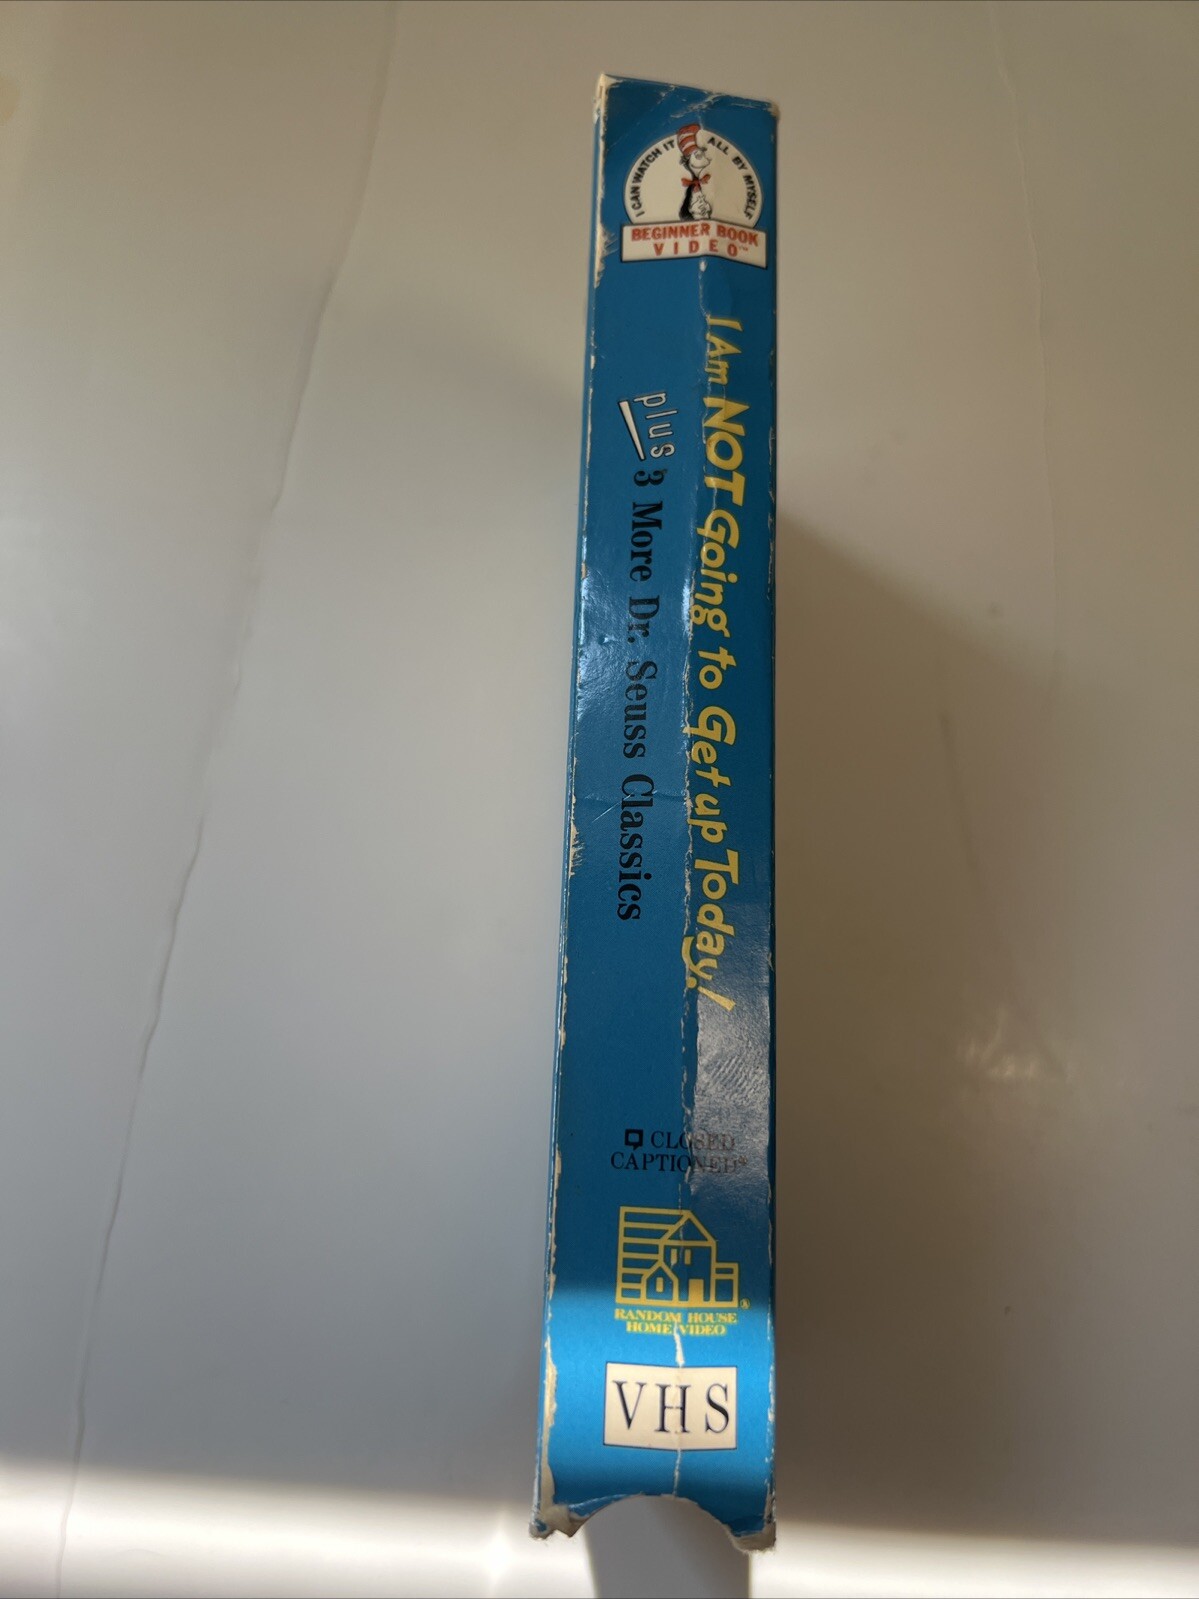 I CAN WATCH IT ALL BY MYSELF
BEGINNER BOOK
VIDEO™
I Am NOT Going to Get up Today!
plus 3 More Dr. Seuss Classics
CLOSED
CAPTIONED*
RANDOM HOUSE
HOME VIDEO
®
VHS